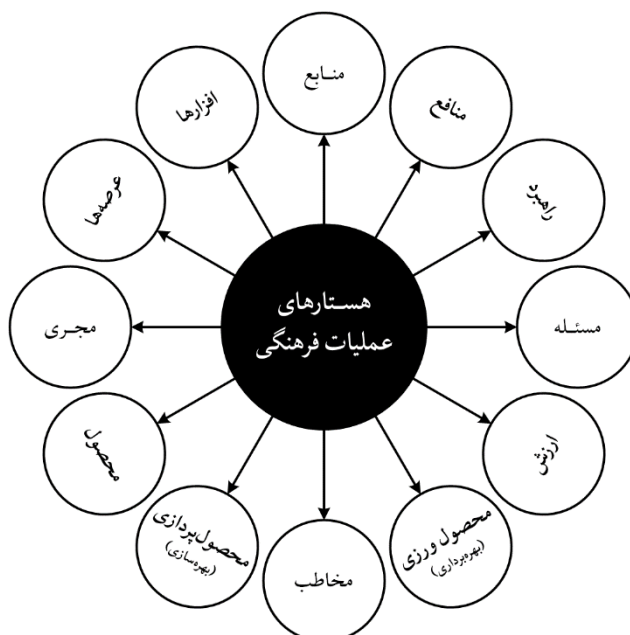 هستارهای
عملیات فرهنگی
منابع
منافع
راهبرد
مسئله
ارزش
محصول ورزی
(بهره‌برداری)
مخاطب
محصول‌پردازی
(بهره‌سازی)
محصول
مجری
عرصه‌ها
افزارها